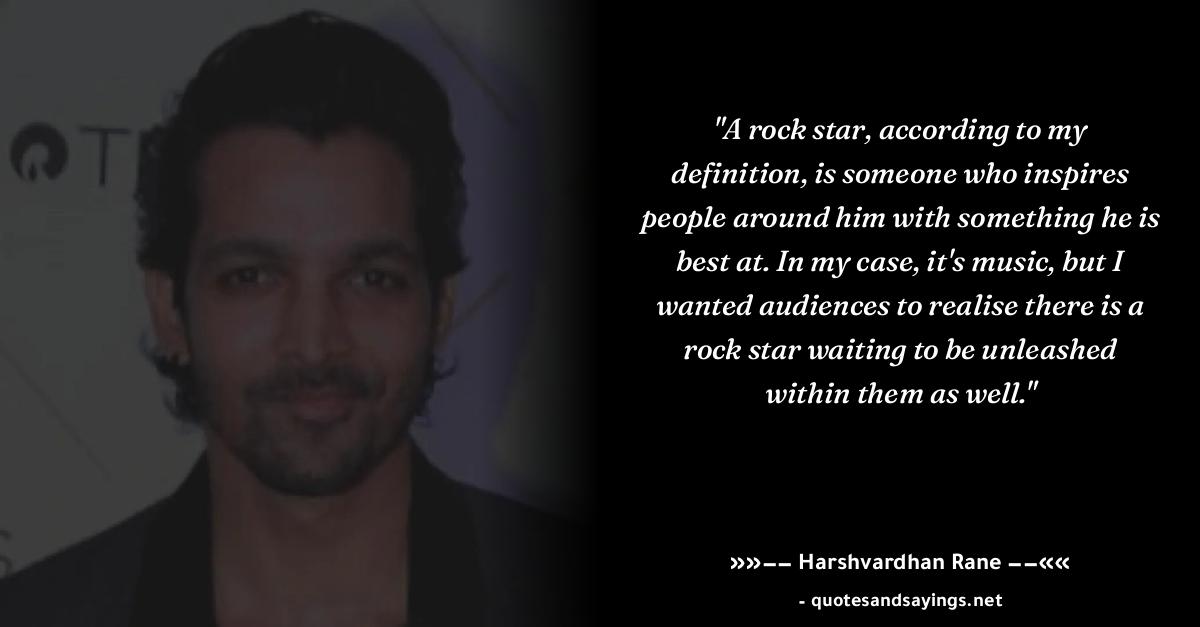 "A rock star, according to my
definition, is someone who inspires
people around him with something he is
best at. In my case, it's music, but I
wanted audiences to realise there is a
rock star waiting to be unleashed
within them as well."
»»−− Harshvardhan Rane −−««
- quotesandsayings.net